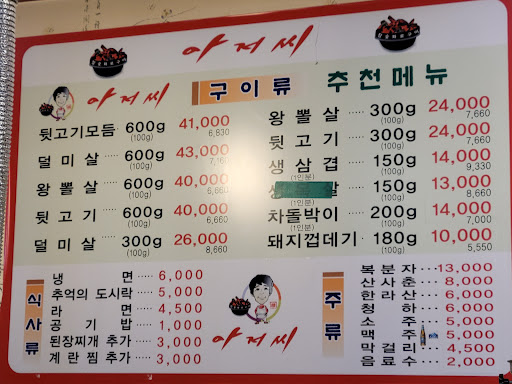 아저씨
아저씨
구이류
추천메뉴
뒷고기모듬 600g (100g) 41,000 6,830
덜미살 600g (100g) 43,000
왕뽈살 600g (100g) 40,000 6,660
뒷고기 600g (100g) 40,000 6,660
덜미살 300g (100g) 26,000 8,660
왕뽈살 300g (100g) 24,000 7,660
뒷고기 300g (100g) 24,000 7,660
생삼겹 (1인분) 150g (100g) 14,000 9,330
150g (100g) 13,000 8,660
차돌박이 (1인분) 200g (100g) 14,000 7,000
돼지껍데기 180g (100g) 10,000 5,550
식사류
냉면 ····· 6,000
추억의 도시락 ····· 5,000
라면 ····· 4,500
공기밥 ····· 1,000
된장찌개 추가 ···· 3,000
계란찜 추가 ···· 3,000
아저씨
주류
복분자 ··· 13,000
산사춘 ··· 8,000
한라산 ··· 6,000
청하 ··· 6,000
소주 ··· 5,000
맥주 5,000
막걸리 ··· 4,500
음료수 ··· 2,000